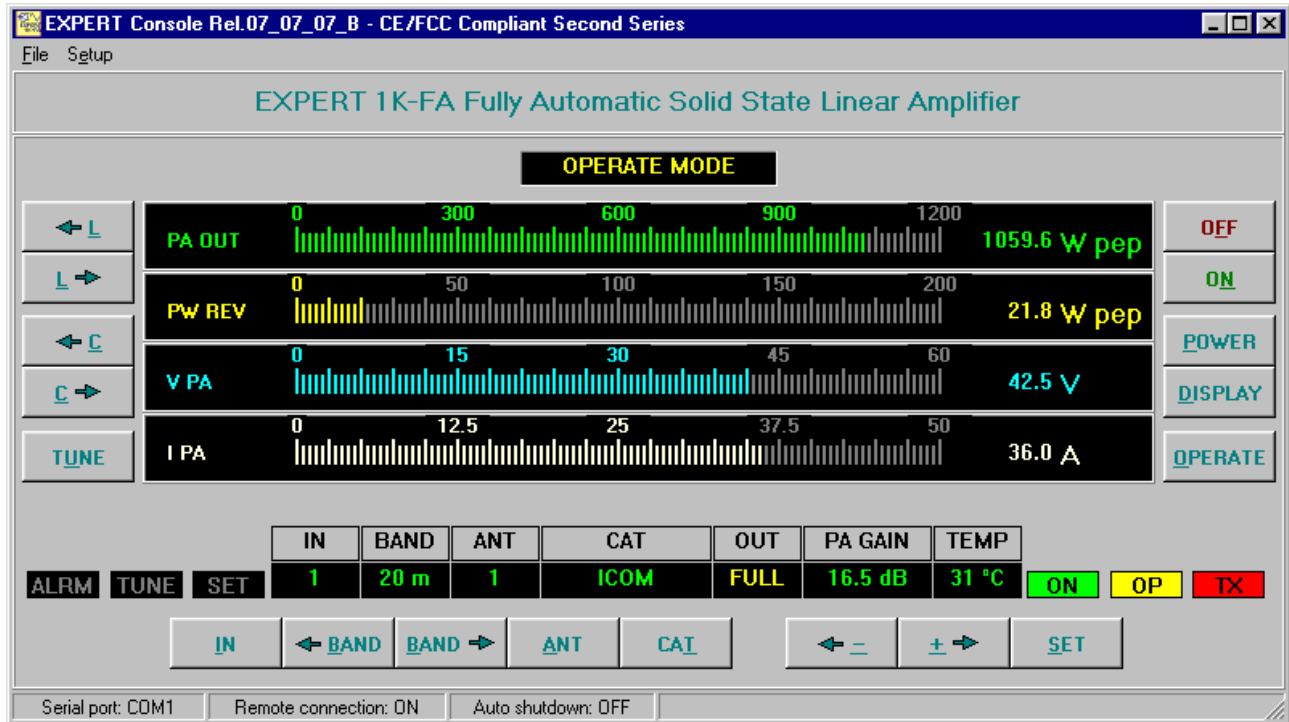 EXPERT Console Rel.07_07_07_B - CE/FCC Compliant Second Series
File Setup
EXPERT 1K-FA Fully Automatic Solid State Linear Amplifier
OPERATE MODE
L
L
C
C
TUNE
0 300 600 900 1200
PA OUT 1059.6 W pep
0 50 100 150 200
PW REV 21.8 W pep
0 15 30 45 60
V PA 42.5 V
0 12.5 25 37.5 50
I PA 36.0 A
OFF
ON
POWER
DISPLAY
OPERATE
IN BAND ANT CAT OUT PA GAIN TEMP
ALRM TUNE SET 1 20 m 1 ICOM FULL 16.5 dB 31 °C ON OP TX
IN BAND BAND ANT CAT - + SET
Serial port: COM1 Remote connection: ON Auto shutdown: OFF